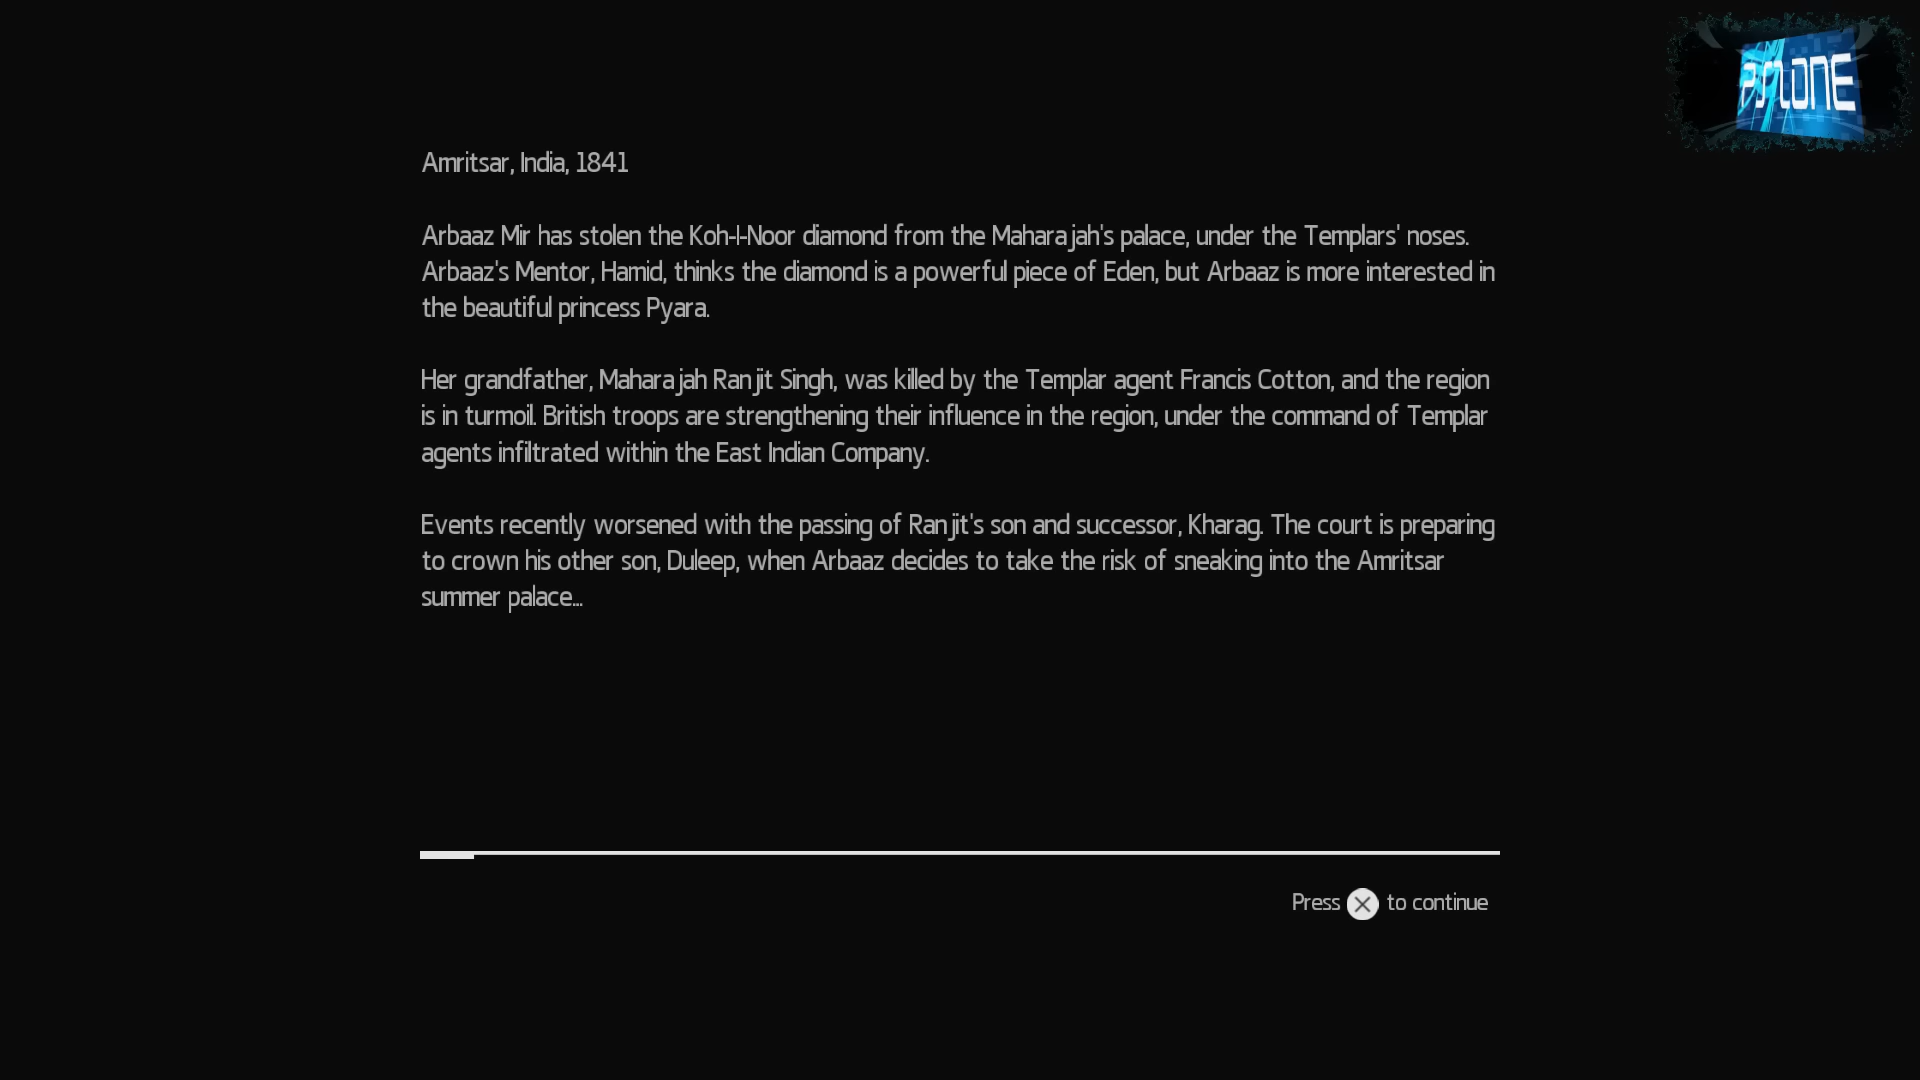 PS1ONE
Amritsar, India, 1841
Arbaaz Mir has stolen the Koh-I-Noor diamond from the Maharajah's palace, under the Templars' noses.
Arbaaz's Mentor, Hamid, thinks the diamond is a powerful piece of Eden, but Arbaaz is more interested in
the beautiful princess Pyara.
Her grandfather, Maharajah Ranjit Singh, was killed by the Templar agent Francis Cotton, and the region
is in turmoil. British troops are strengthening their influence in the region, under the command of Templar
agents infiltrated within the East Indian Company.
Events recently worsened with the passing of Ranjit's son and successor, Kharag. The court is preparing
to crown his other son, Duleep, when Arbaaz decides to take the risk of sneaking into the Amritsar
summer palace...
Press to continue